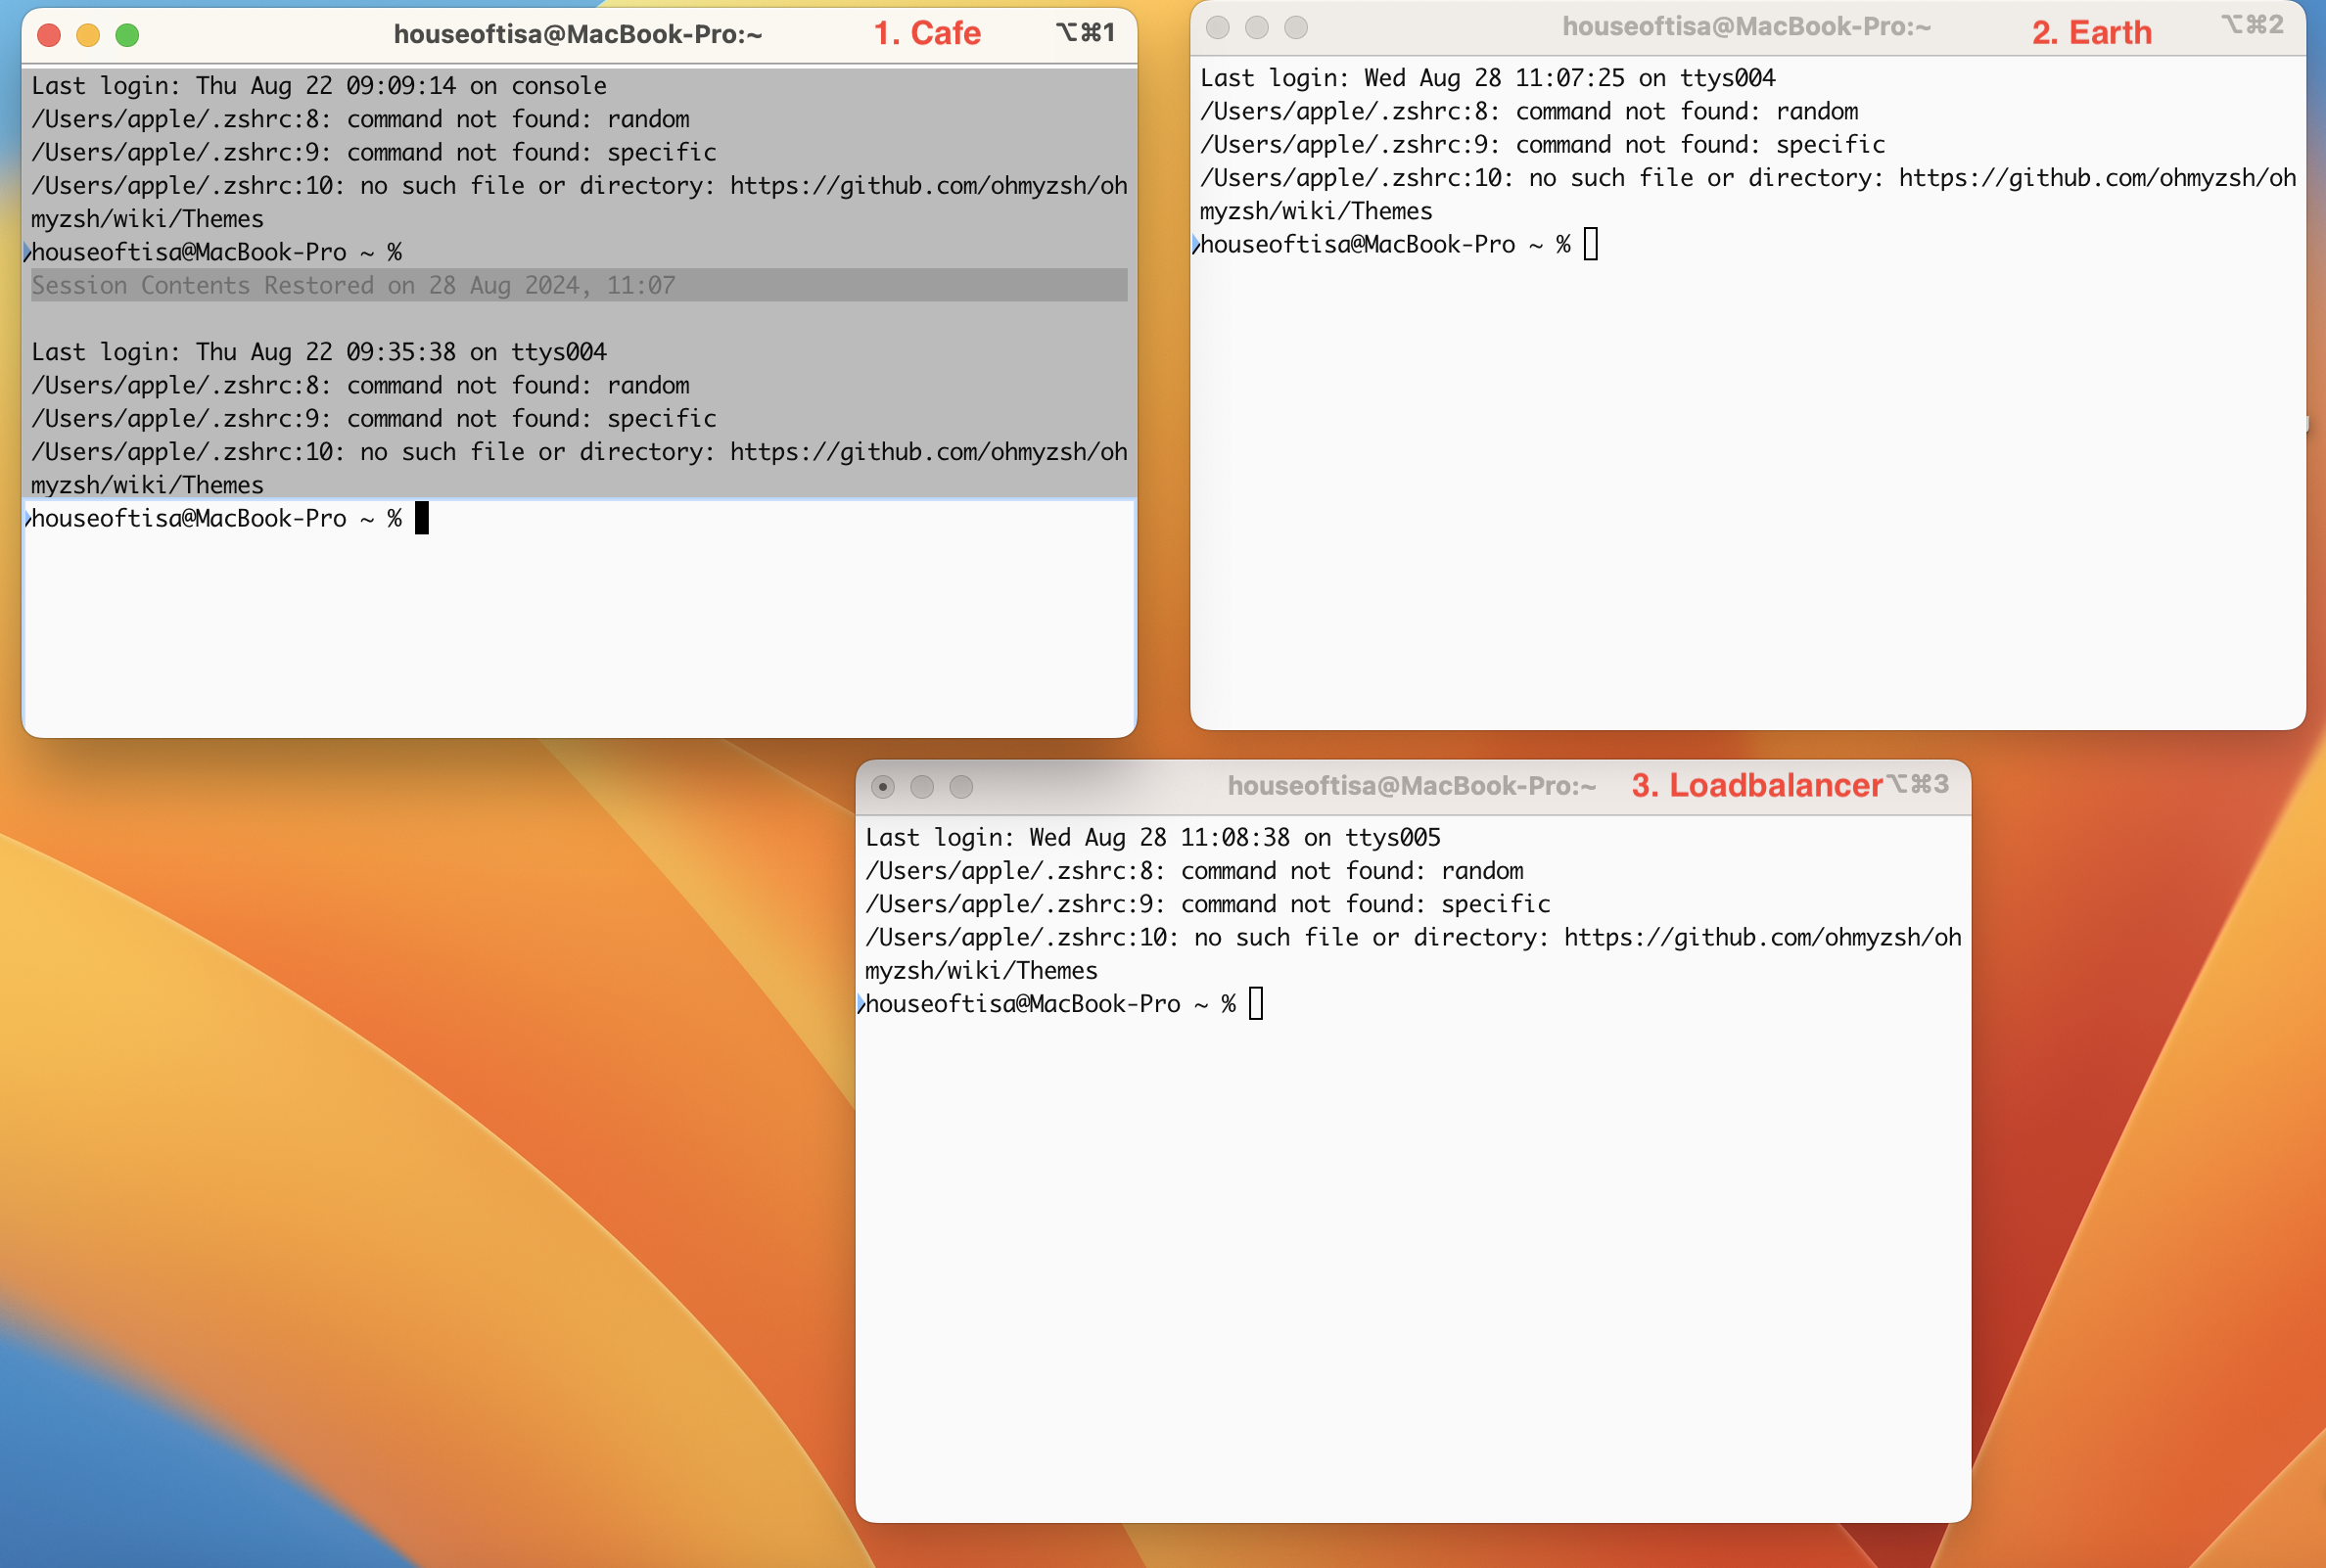 houseoftisa@MacBook-Pro:~ 1. Cafe ⌥⌘1
Last login: Thu Aug 22 09:09:14 on console
/Users/apple/.zshrc:8: command not found: random
/Users/apple/.zshrc:9: command not found: specific
/Users/apple/.zshrc:10: no such file or directory: https://github.com/ohmyzsh/oh
myzsh/wiki/Themes
houseoftisa@MacBook-Pro ~ %
Session Contents Restored on 28 Aug 2024, 11:07
Last login: Thu Aug 22 09:35:38 on ttys004
/Users/apple/.zshrc:8: command not found: random
/Users/apple/.zshrc:9: command not found: specific
/Users/apple/.zshrc:10: no such file or directory: https://github.com/ohmyzsh/oh
myzsh/wiki/Themes
houseoftisa@MacBook-Pro ~ %
houseoftisa@MacBook-Pro:~ 2. Earth ⌥⌘2
Last login: Wed Aug 28 11:07:25 on ttys004
/Users/apple/.zshrc:8: command not found: random
/Users/apple/.zshrc:9: command not found: specific
/Users/apple/.zshrc:10: no such file or directory: https://github.com/ohmyzsh/oh
myzsh/wiki/Themes
houseoftisa@MacBook-Pro ~ %
houseoftisa@MacBook-Pro:~ 3. Loadbalancer ⌥⌘3
Last login: Wed Aug 28 11:08:38 on ttys005
/Users/apple/.zshrc:8: command not found: random
/Users/apple/.zshrc:9: command not found: specific
/Users/apple/.zshrc:10: no such file or directory: https://github.com/ohmyzsh/oh
myzsh/wiki/Themes
houseoftisa@MacBook-Pro ~ %